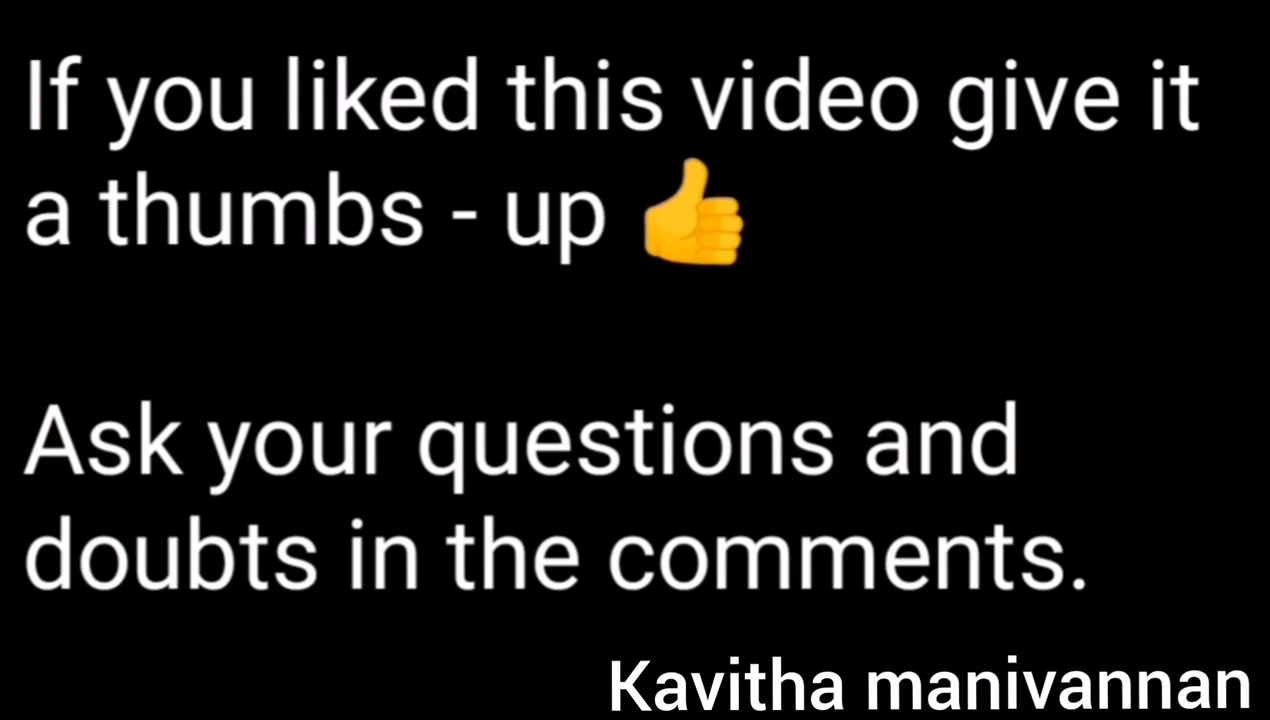 If you liked this video give it
a thumbs - up 👍
Ask your questions and
doubts in the comments.
Kavitha manivannan